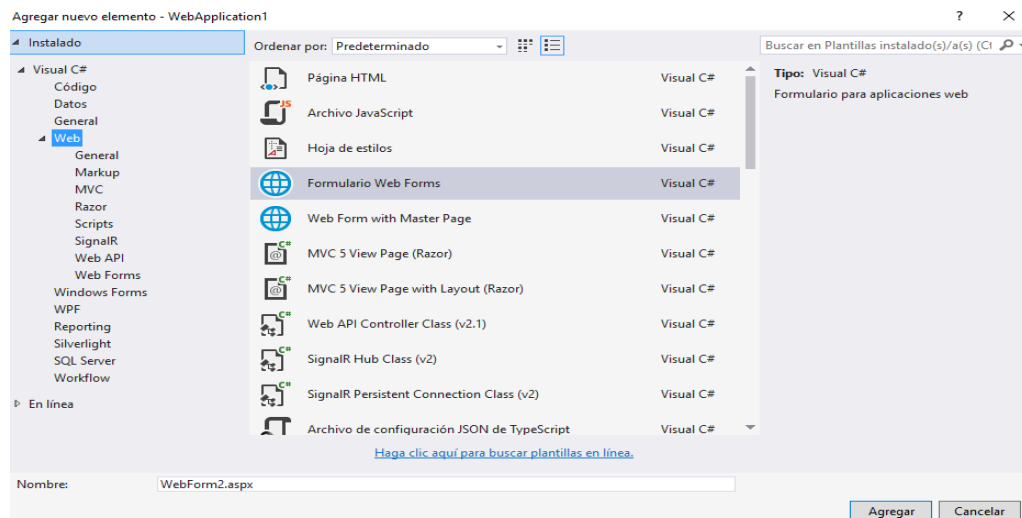 Agregar nuevo elemento - WebApplication1
Instalado
Ordenar por: Predeterminado
Buscar en Plantillas instalado(s)/a(s) (Ct
Visual C#
Código
Datos
General
Web
General
Markup
MVC
Razor
Scripts
SignalR
Web API
Web Forms
Windows Forms
WPF
Reporting
Silverlight
SQL Server
Workflow
En línea
Página HTML Visual C#
Archivo JavaScript Visual C#
Hoja de estilos Visual C#
Formulario Web Forms Visual C#
Web Form with Master Page Visual C#
MVC 5 View Page (Razor) Visual C#
MVC 5 View Page with Layout (Razor) Visual C#
Web API Controller Class (v2.1) Visual C#
SignalR Hub Class (v2) Visual C#
SignalR Persistent Connection Class (v2) Visual C#
Archivo de configuración JSON de TypeScript Visual C#
Haga clic aquí para buscar plantillas en línea.
Tipo: Visual C#
Formulario para aplicaciones web
Nombre: WebForm2.aspx
Agregar Cancelar